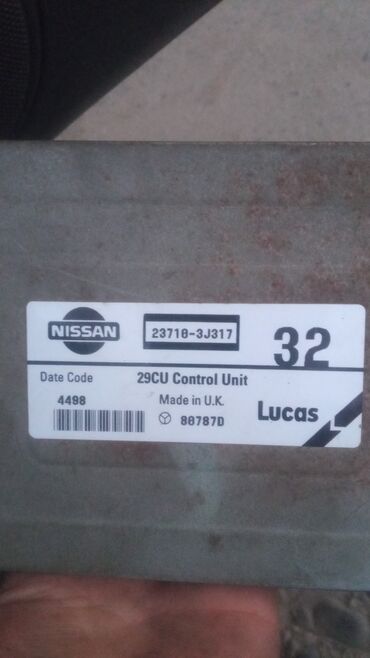 NISSAN
23710-3J317
32
Date Code
29CU Control Unit
4498
Made in U.K.
80787D
Lucas